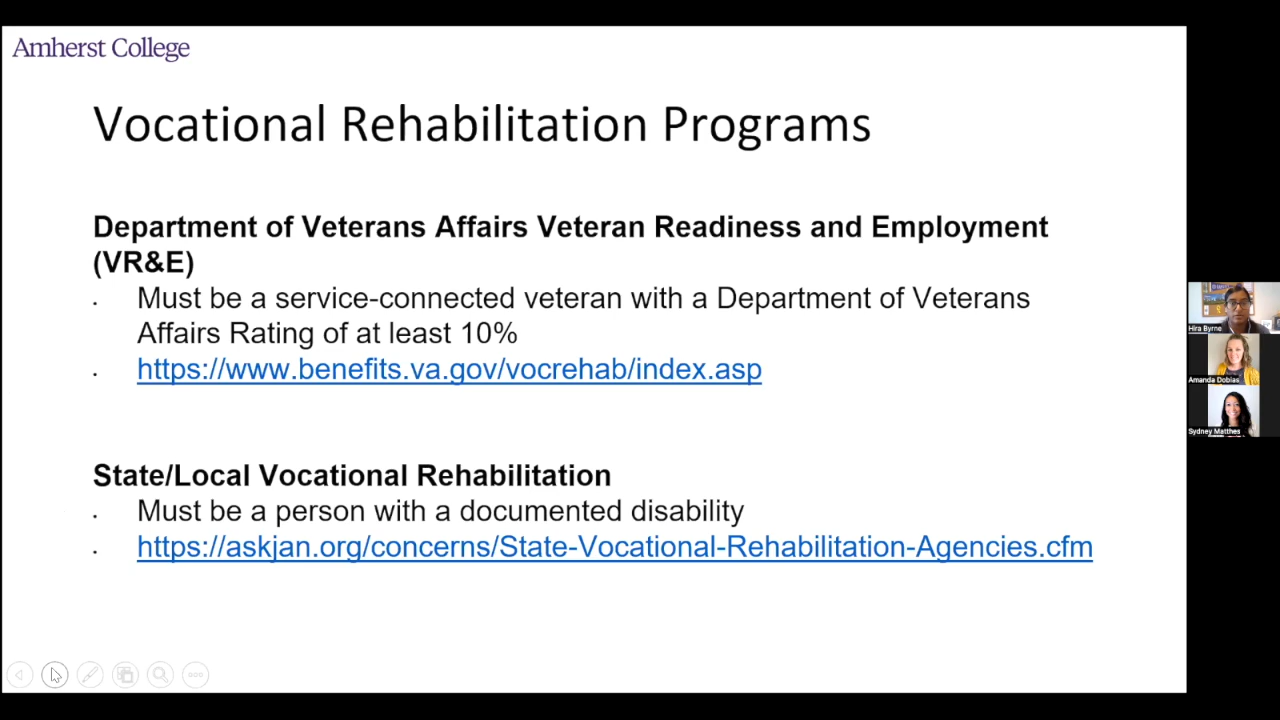 Amherst College
Vocational Rehabilitation Programs
Department of Veterans Affairs Veteran Readiness and Employment
(VR&E)
• Must be a service-connected veteran with a Department of Veterans
Affairs Rating of at least 10%
• https://www.benefits.va.gov/vocrehab/index.asp
State/Local Vocational Rehabilitation
• Must be a person with a documented disability
• https://askjan.org/concerns/State-Vocational-Rehabilitation-Agencies.cfm
Hira Byrne
Amanda Dobias
Sydney Matthes